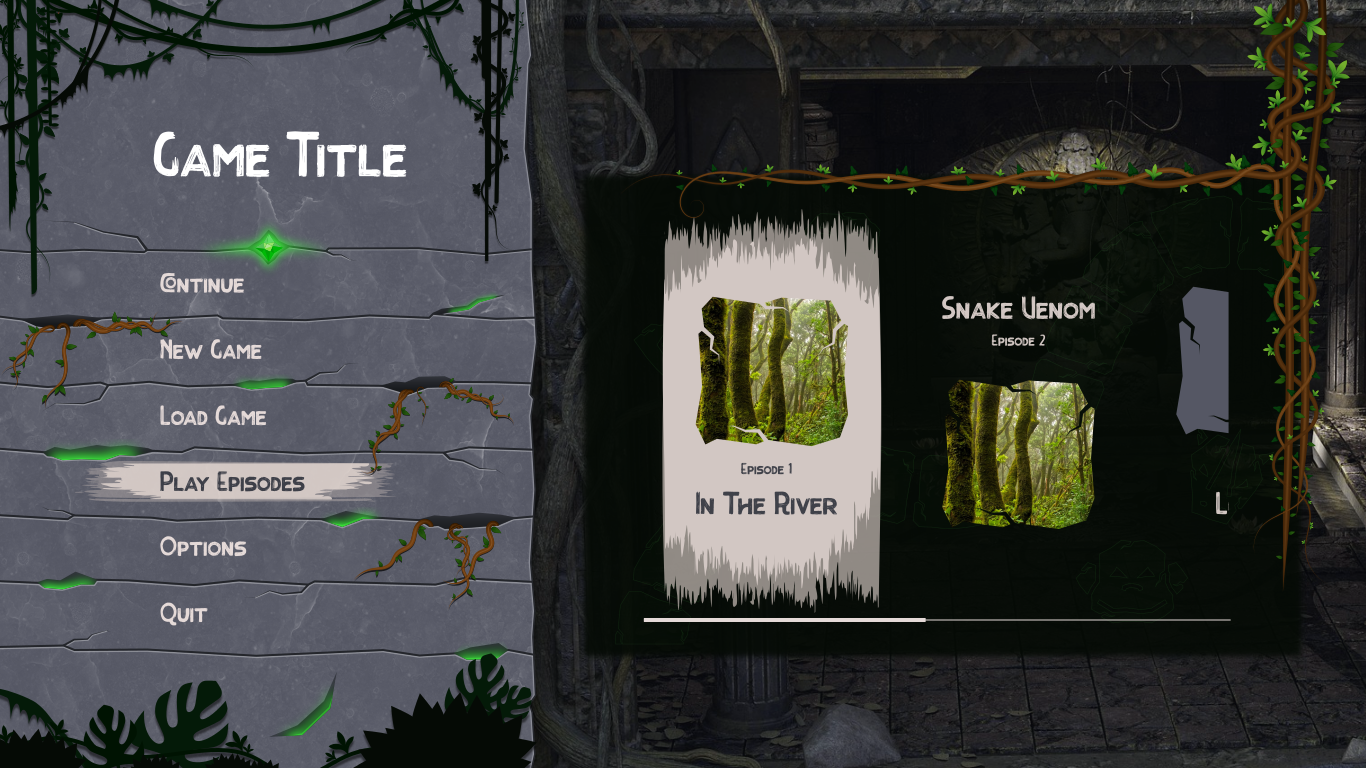 Game Title
Continue
New Game
Load Game
Play Episodes
Options
Quit
Episode 1
In The River
Snake Venom
Episode 2
L